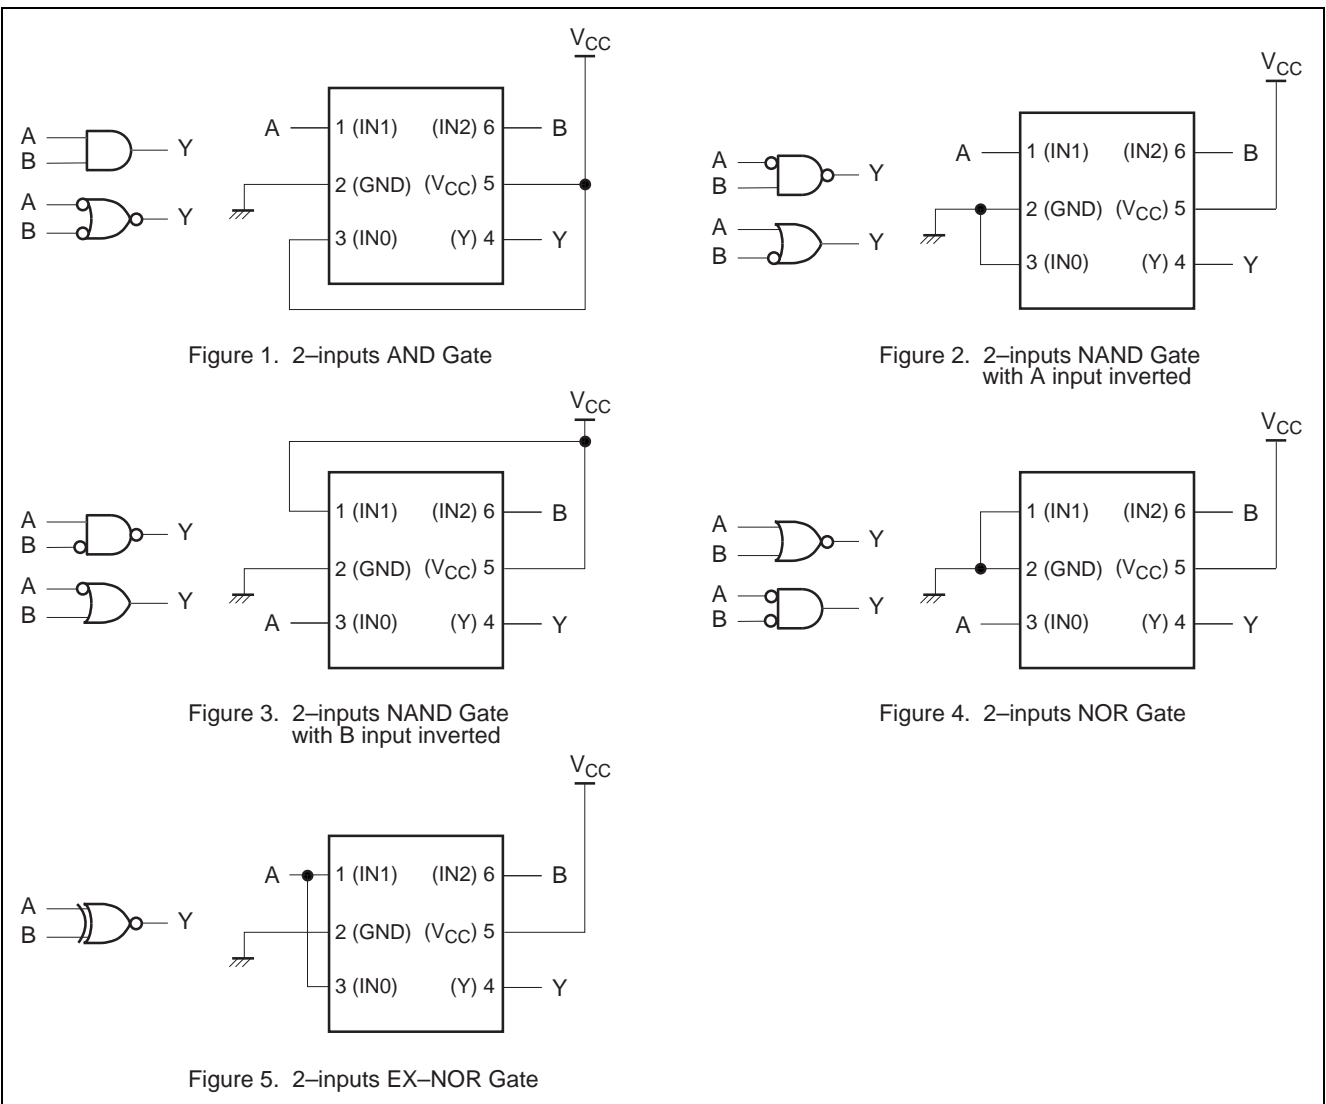 VCC
A
B
Y
A
B
Y
A 1 (IN1) (IN2) 6 B
2 (GND) (VCC) 5
3 (IN0) (Y) 4 Y
Figure 1. 2–inputs AND Gate
VCC
A
B
Y
A
B
Y
A 1 (IN1) (IN2) 6 B
2 (GND) (VCC) 5
3 (IN0) (Y) 4 Y
Figure 2. 2–inputs NAND Gate
with A input inverted
VCC
A
B
Y
A
B
Y
1 (IN1) (IN2) 6 B
2 (GND) (VCC) 5
A 3 (IN0) (Y) 4 Y
Figure 3. 2–inputs NAND Gate
with B input inverted
VCC
A
B
Y
A
B
Y
1 (IN1) (IN2) 6 B
2 (GND) (VCC) 5
A 3 (IN0) (Y) 4 Y
Figure 4. 2–inputs NOR Gate
VCC
A
B
Y
A 1 (IN1) (IN2) 6 B
2 (GND) (VCC) 5
3 (IN0) (Y) 4 Y
Figure 5. 2–inputs EX–NOR Gate